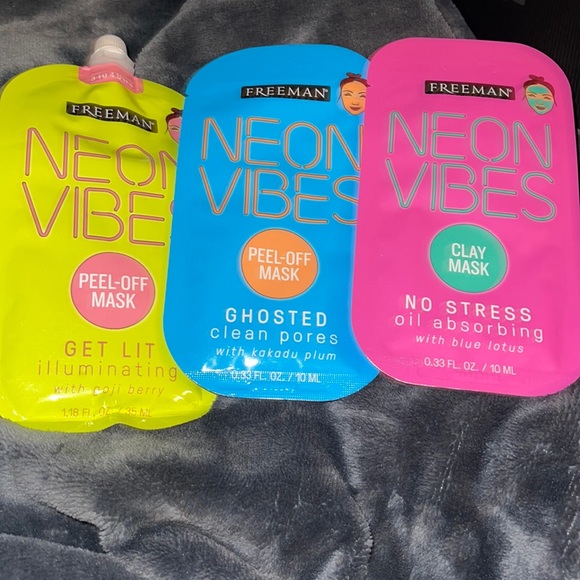 FREEMAN
NEON
VIBES
PEEL-OFF
MASK
GET LIT
illuminating
with goji berry
1.18 FL. OZ. / 35 ML
FREEMAN
NEON
VIBES
PEEL-OFF
MASK
GHOSTED
clean pores
with kakadu plum
0.33 FL. OZ. / 10 ML
FREEMAN
NEON
VIBES
CLAY
MASK
NO STRESS
oil absorbing
with blue lotus
0.33 FL. OZ. / 10 ML